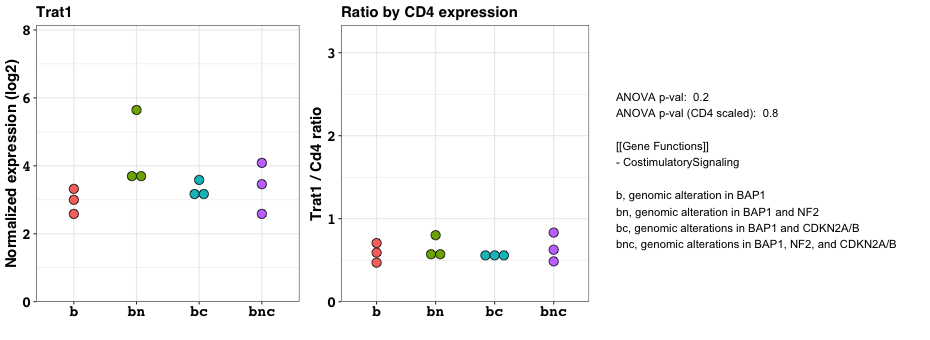 Trat1
Normalized expression (log2)
8
6
4
2
0
b
bn
bc
bnc
Ratio by CD4 expression
Trat1 / Cd4 ratio
3
2
1
0
b
bn
bc
bnc
ANOVA p-val:  0.2
ANOVA p-val (CD4 scaled):  0.8
[[Gene Functions]]
- CostimulatorySignaling
b, genomic alteration in BAP1
bn, genomic alteration in BAP1 and NF2
bc, genomic alterations in BAP1 and CDKN2A/B
bnc, genomic alterations in BAP1, NF2, and CDKN2A/B